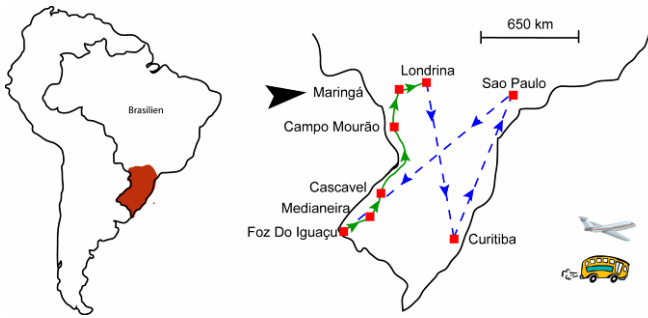 Brasilien
650 km
Londrina
Sao Paulo
Maringá
Campo Mourão
Cascavel
Medianeira
Foz Do Iguaçu
Curitiba